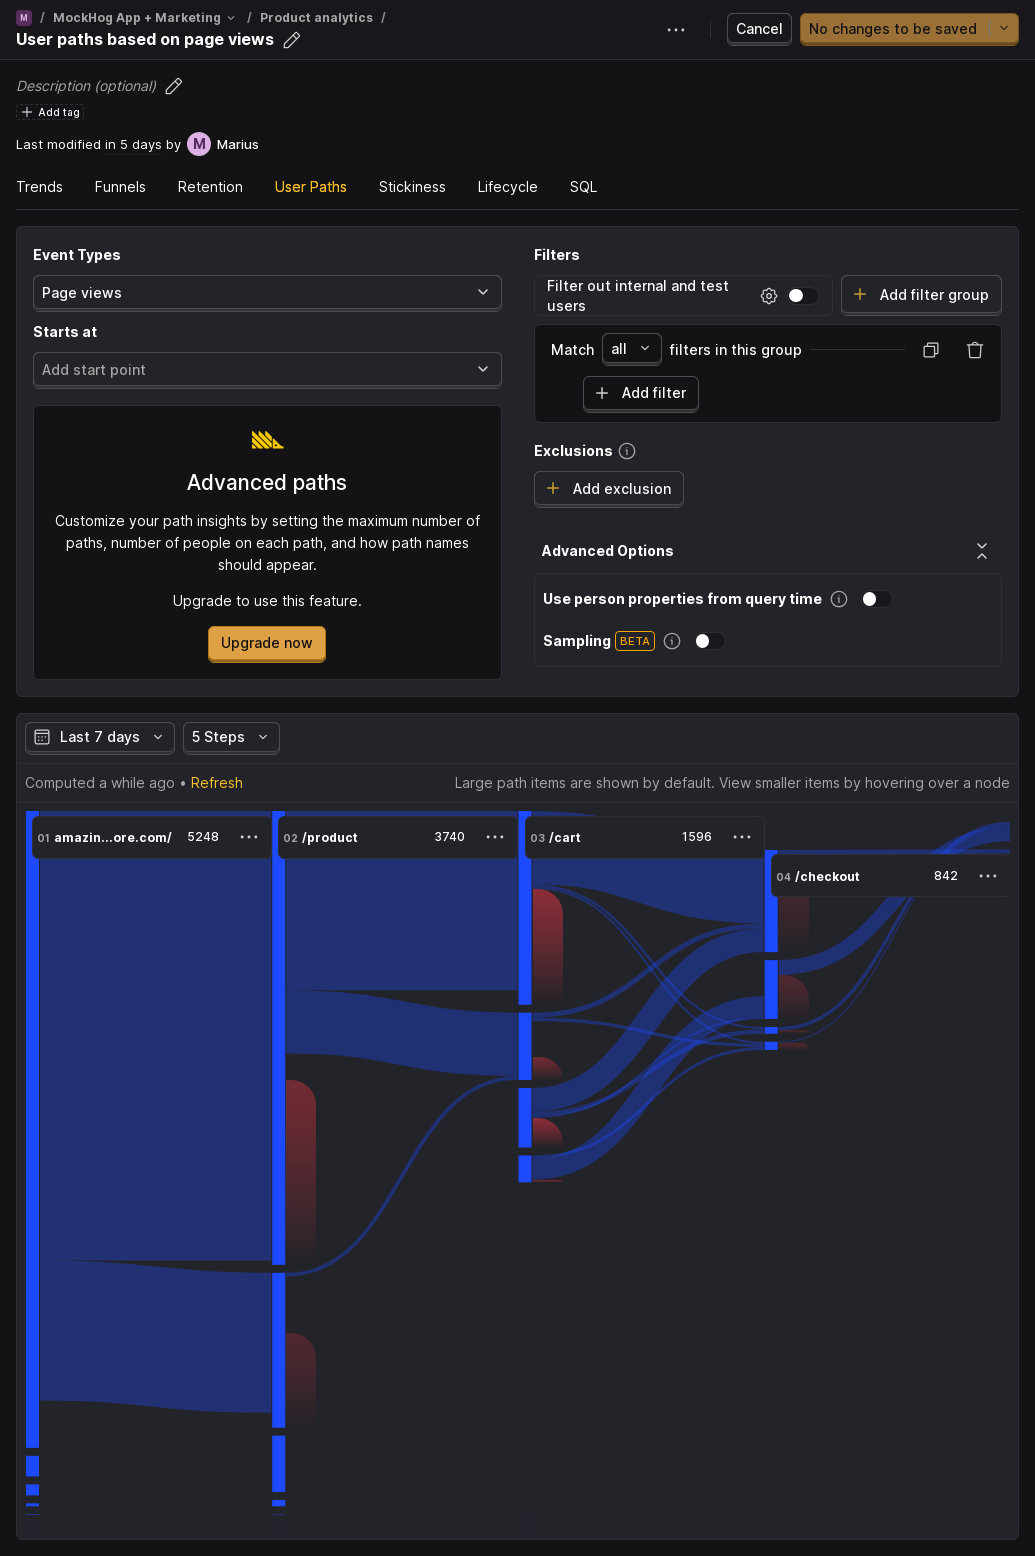 M / MockHog App + Marketing / Product analytics /
User paths based on page views
Cancel
No changes to be saved
Description (optional)
Add tag
Last modified in 5 days by M Marius
Trends Funnels Retention User Paths Stickiness Lifecycle SQL
Event Types
Page views
Starts at
Add start point
Advanced paths
Customize your path insights by setting the maximum number of
paths, number of people on each path, and how path names
should appear.
Upgrade to use this feature.
Upgrade now
Filters
Filter out internal and test
users
Add filter group
Match all filters in this group
Add filter
Exclusions
Add exclusion
Advanced Options
Use person properties from query time
Sampling BETA
Last 7 days
5 Steps
Computed a while ago • Refresh
Large path items are shown by default. View smaller items by hovering over a node
01 amazin...ore.com/ 5248
02 /product 3740
03 /cart 1596
04 /checkout 842